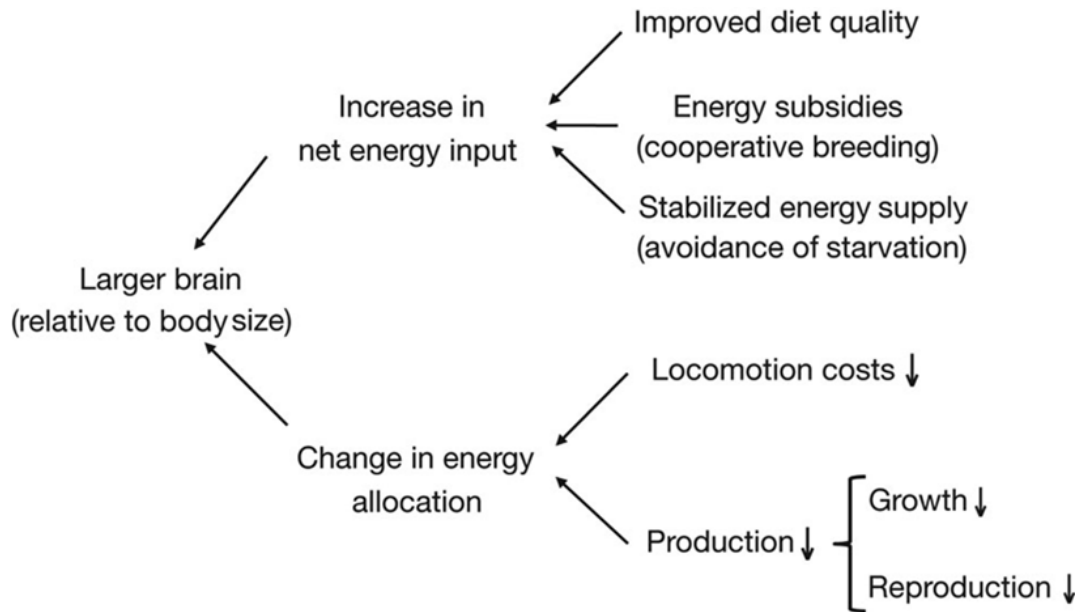 Improved diet quality
Increase in
net energy input
Energy subsidies
(cooperative breeding)
Stabilized energy supply
(avoidance of starvation)
Larger brain
(relative to body size)
Locomotion costs ↓
Change in energy
allocation
Production ↓
Growth ↓
Reproduction ↓